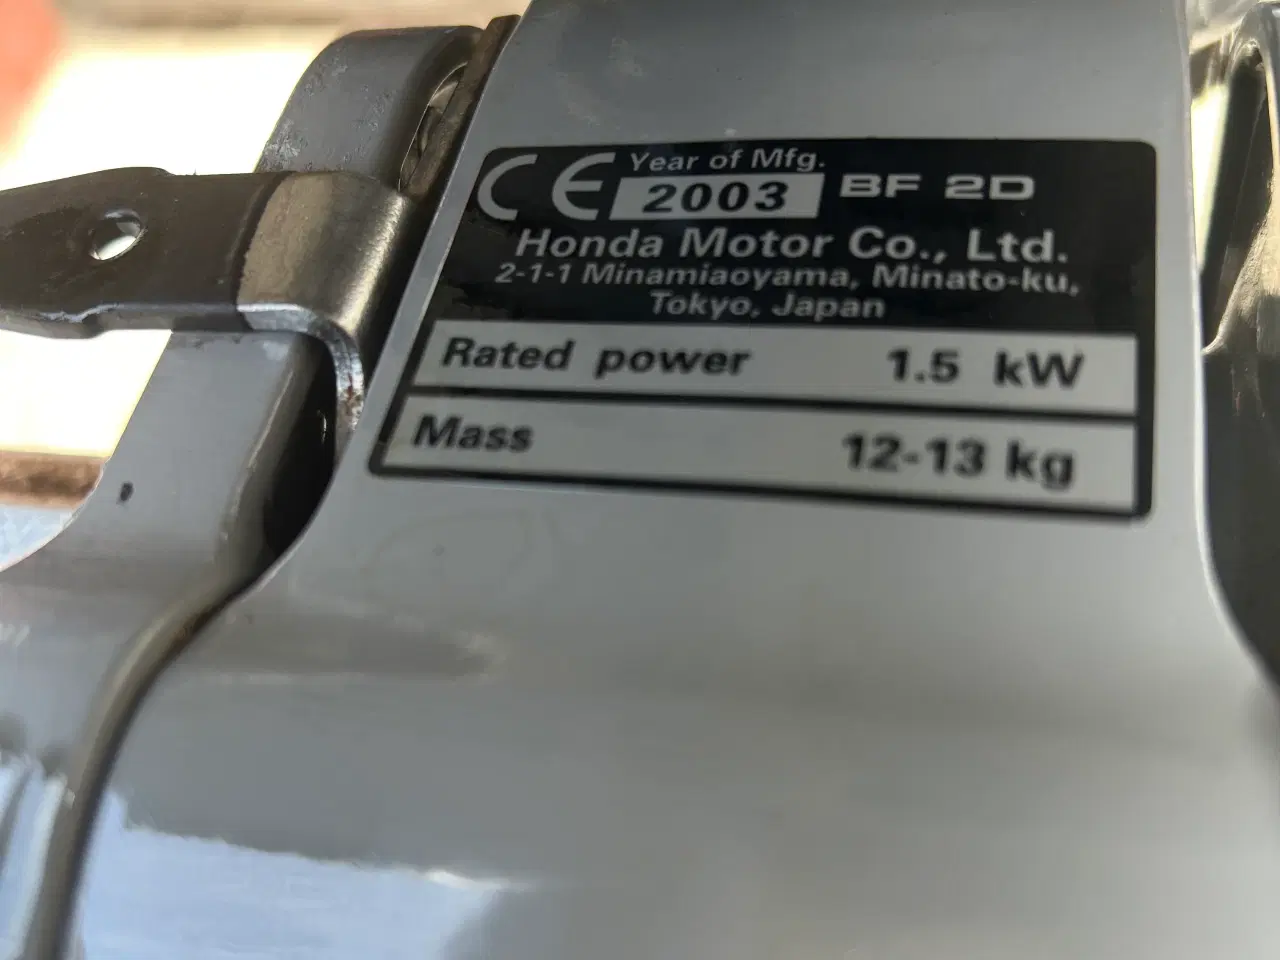 CE Year of Mfg.
2003 BF 2D
Honda Motor Co., Ltd.
2-1-1 Minamiaoyama, Minato-ku,
Tokyo, Japan
Rated power 1.5 kW
Mass 12-13 kg